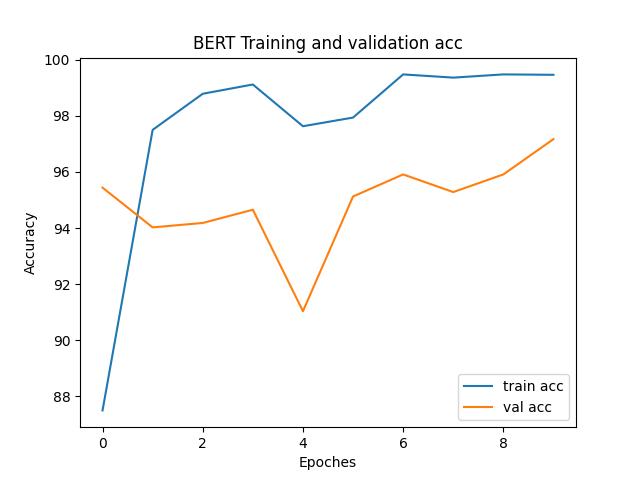 BERT Training and validation acc
100
98
96
94
92
90
88
Accuracy
0 2 4 6 8
Epoches
train acc
val acc